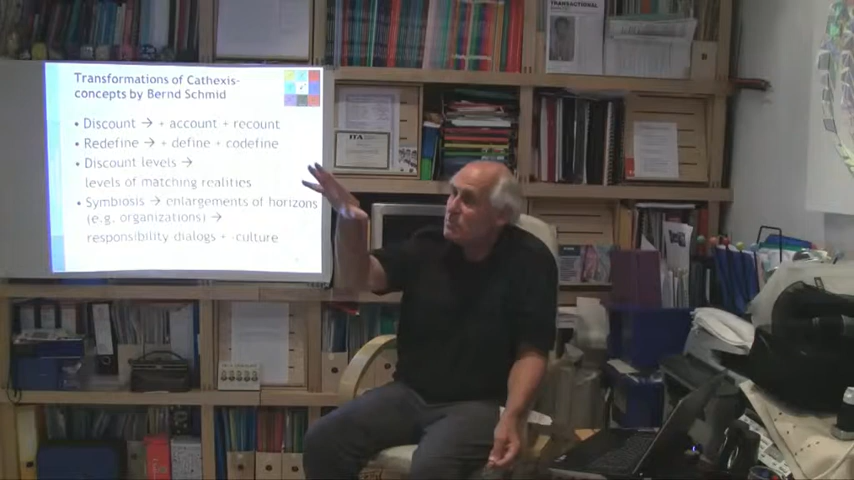 Transformations of Cathexis-
concepts by Bernd Schmid
• Discount → + account + recount
• Redefine → + define + codefine
• Discount levels →
levels of matching realities
• Symbiosis → enlargements of horizons
(e.g. organizations) →
responsibility dialogs + -culture
TRANSACTIONAL
ITA